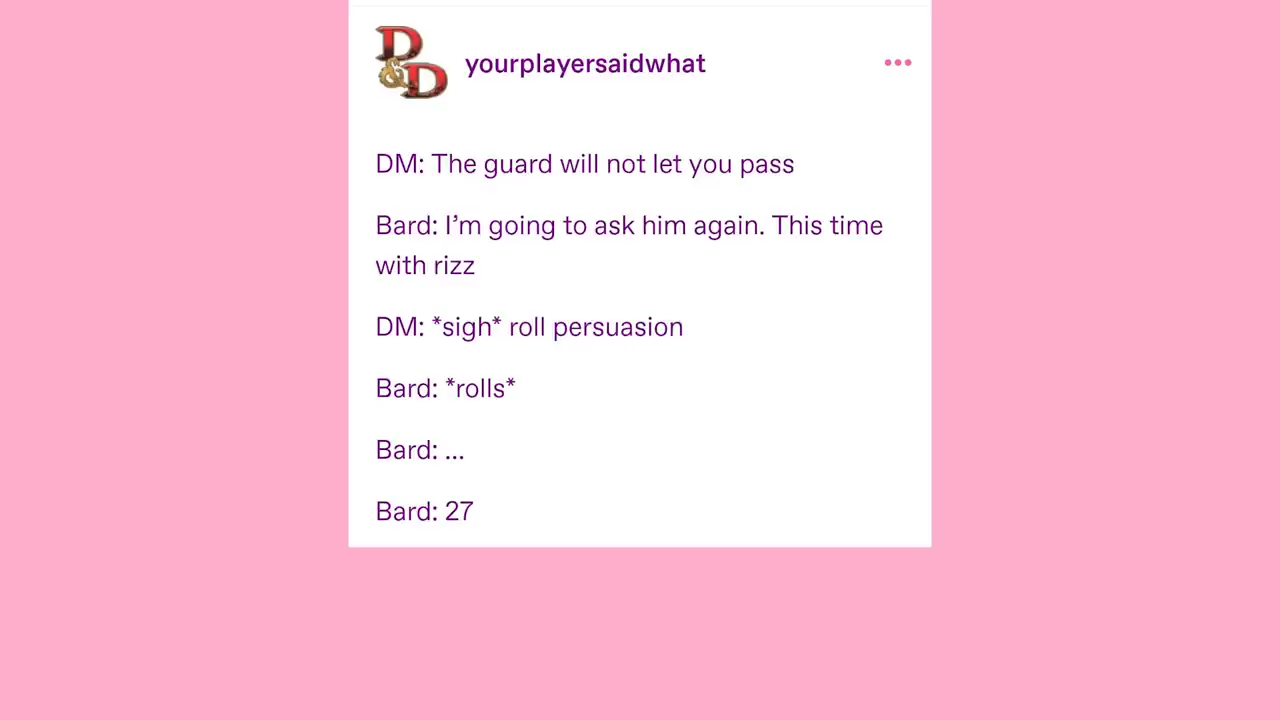 D&D
yourplayersaidwhat
DM: The guard will not let you pass
Bard: I’m going to ask him again. This time
with rizz
DM: *sigh* roll persuasion
Bard: *rolls*
Bard: ...
Bard: 27